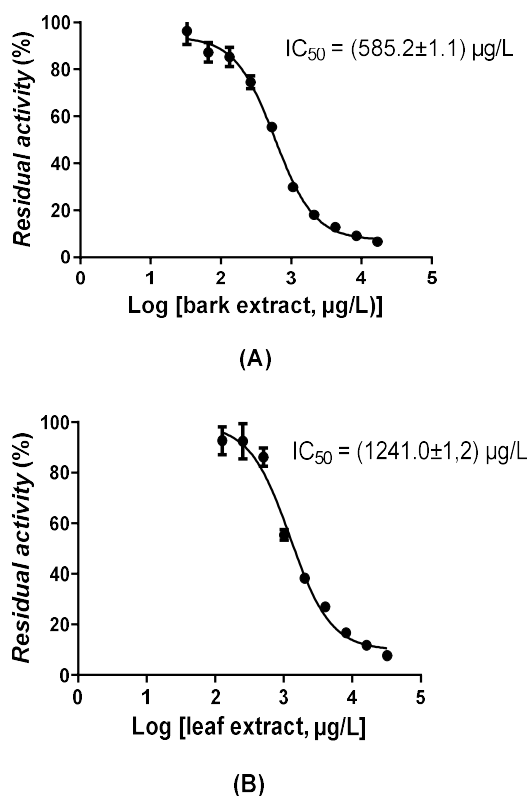 100
80
60
40
20
0
Residual activity (%)
IC50 = (585.2±1.1) µg/L
0 1 2 3 4 5
Log [bark extract, µg/L)]
(A)
100
80
60
40
20
0
Residual activity (%)
IC50 = (1241.0±1,2) µg/L
0 1 2 3 4 5
Log [leaf extract, µg/L]
(B)